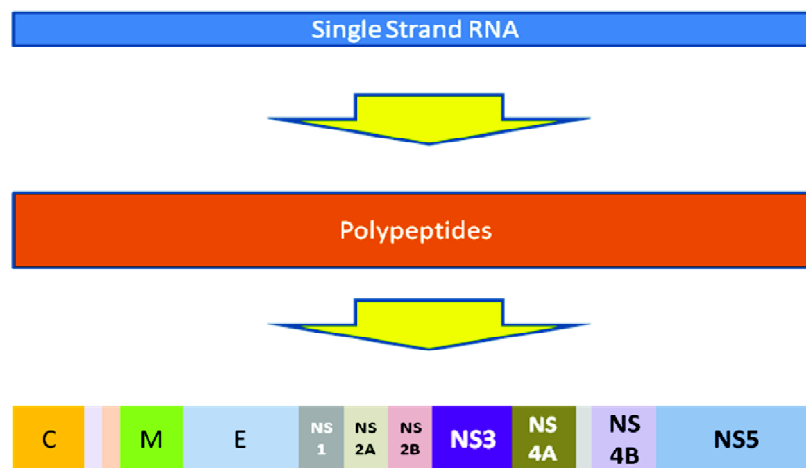 Single Strand RNA
Polypeptides
C M E NS 1 NS 2A NS 2B NS3 NS 4A NS 4B NS5